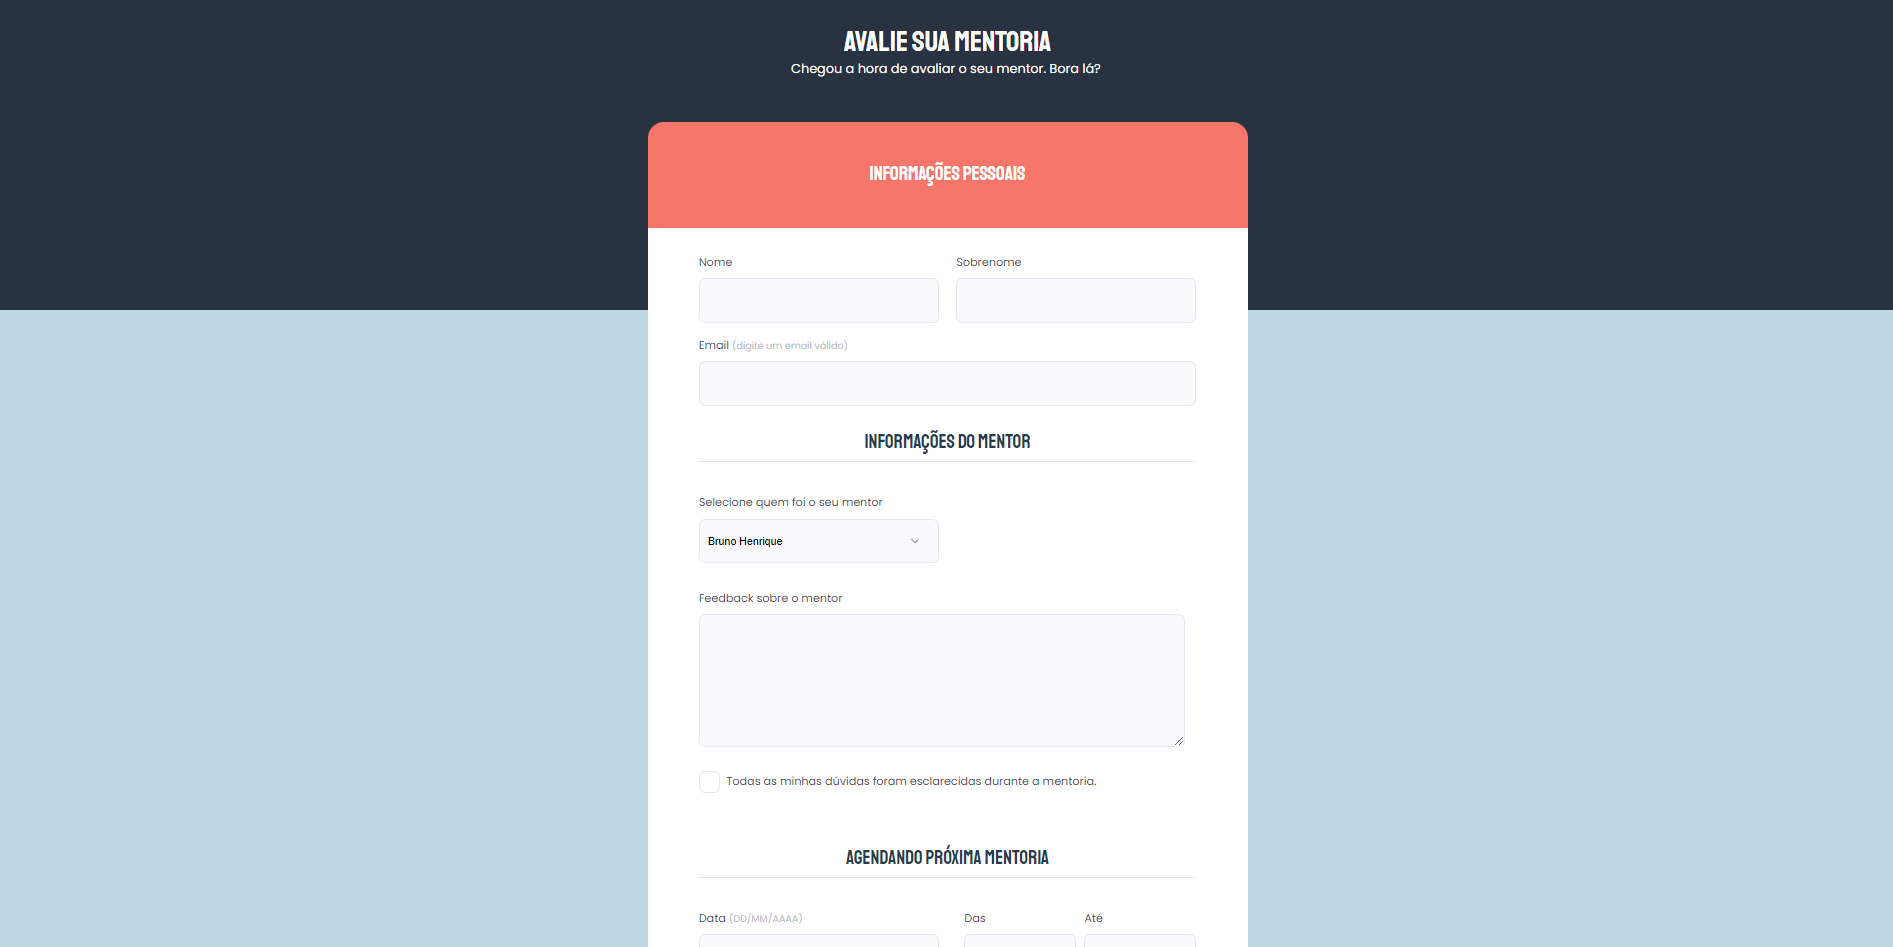 AVALIE SUA MENTORIA
Chegou a hora de avaliar o seu mentor. Bora lá?
INFORMAÇÕES PESSOAIS
Nome Sobrenome
Email (digite um email válido)
INFORMAÇÕES DO MENTOR
Selecione quem foi o seu mentor
Bruno Henrique
Feedback sobre o mentor
Todas as minhas dúvidas foram esclarecidas durante a mentoria.
AGENDANDO PRÓXIMA MENTORIA
Data (DD/MM/AAAA) Das Até